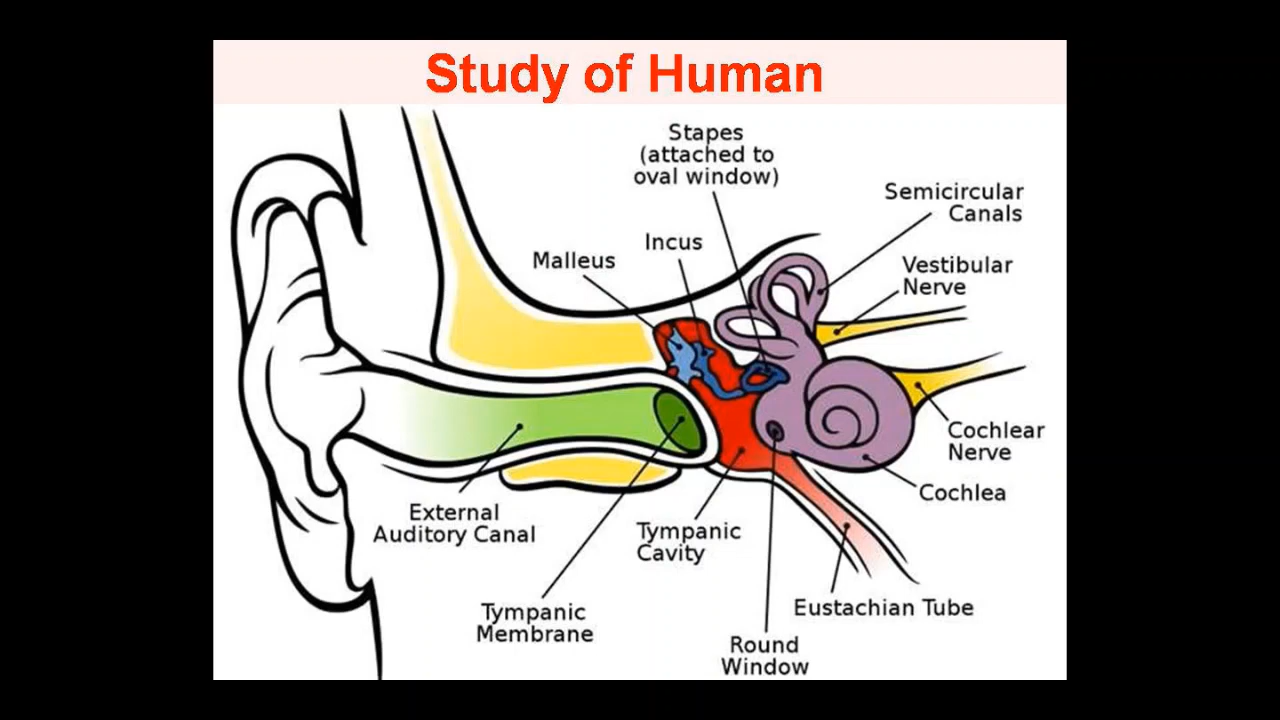 Study of Human
Stapes
(attached to
oval window)
Semicircular
Canals
Incus
Malleus
Vestibular
Nerve
Cochlear
Nerve
Cochlea
External
Auditory Canal
Tympanic
Cavity
Eustachian Tube
Tympanic
Membrane
Round
Window